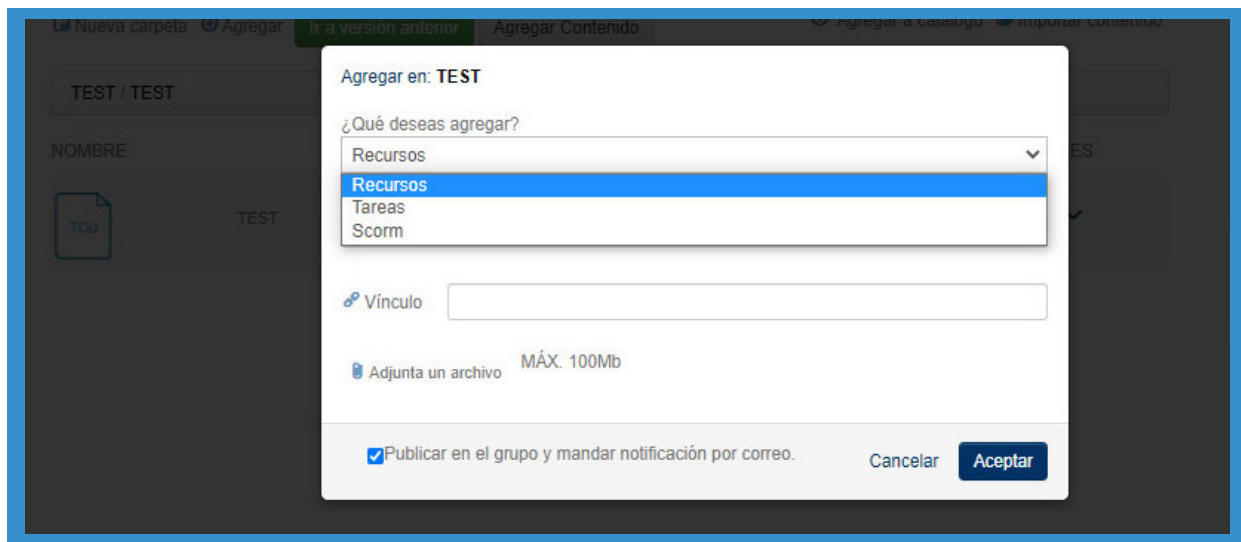 Nueva carpeta Agregar Ir a versión anterior Agregar Contenido Agregar a catálogo Importar contenido
Agregar en: TEST
TEST / TEST
¿Qué deseas agregar?
NOMBRE
Recursos
ES
Recursos
Tareas
Scorm
TCU
TEST
Vínculo
Adjunta un archivo MÁX. 100Mb
Publicar en el grupo y mandar notificación por correo. Cancelar Aceptar